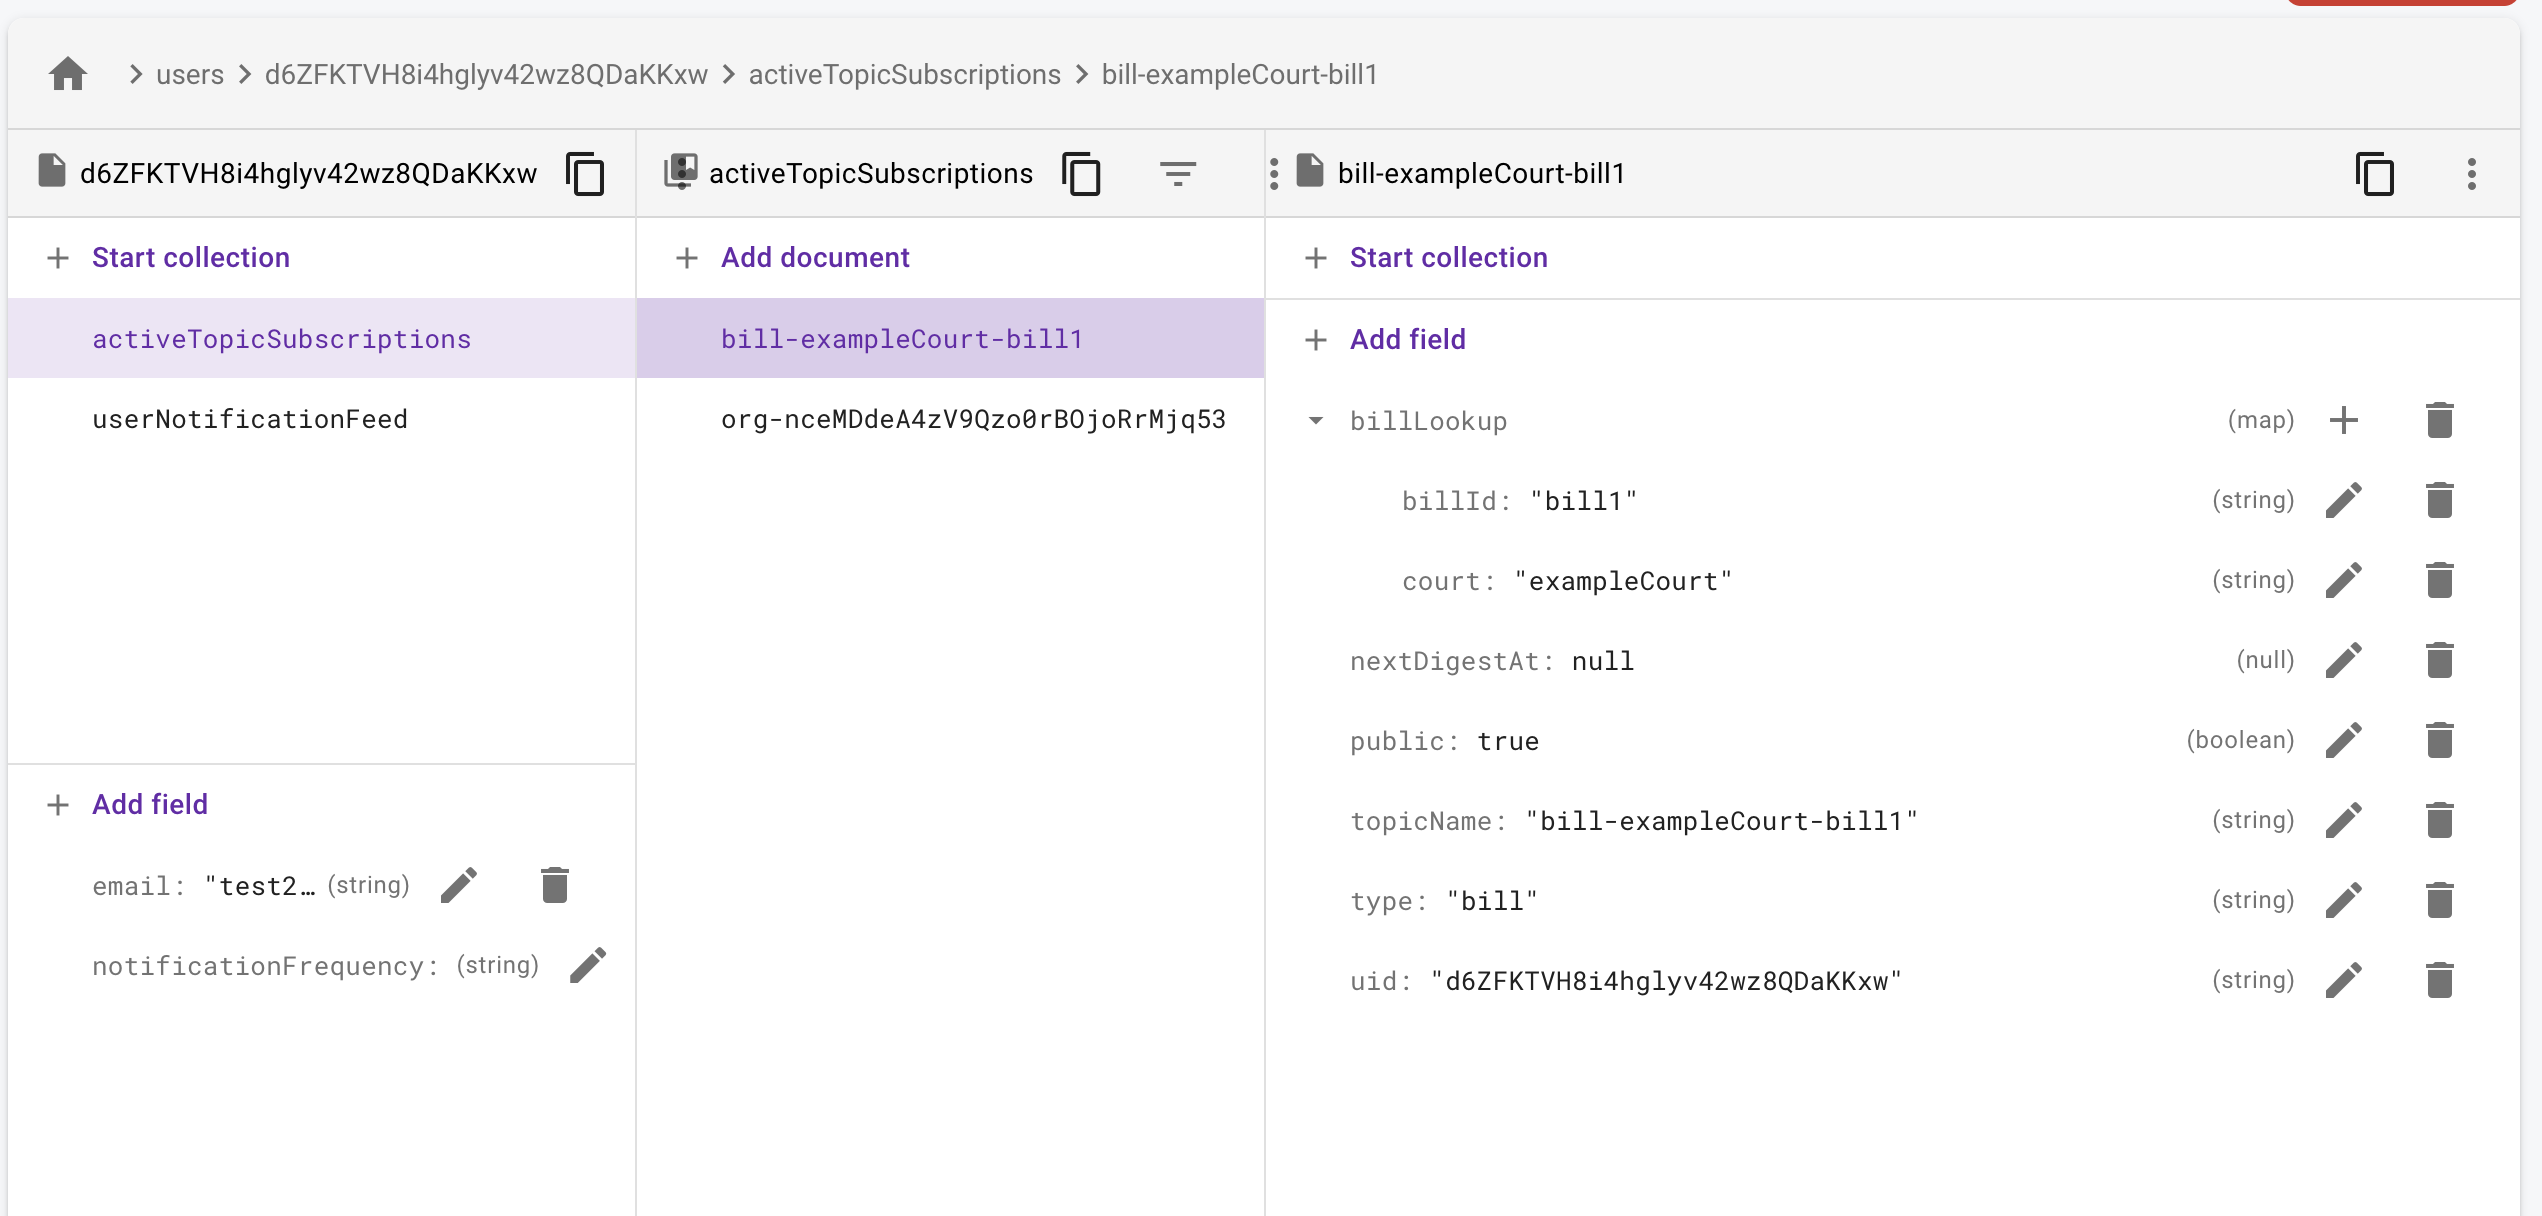 users > d6ZFKTVH8i4hglyv42wz8QDaKKxw > activeTopicSubscriptions > bill-exampleCourt-bill1
d6ZFKTVH8i4hglyv42wz8QDaKKxw
Start collection
activeTopicSubscriptions
userNotificationFeed
Add field
email: "test2… (string)
notificationFrequency: (string)
activeTopicSubscriptions
Add document
bill-exampleCourt-bill1
org-nceMDdeA4zV9Qzo0rBOjoRrMjq53
bill-exampleCourt-bill1
Start collection
Add field
billLookup (map)
billId: "bill1" (string)
court: "exampleCourt" (string)
nextDigestAt: null (null)
public: true (boolean)
topicName: "bill-exampleCourt-bill1" (string)
type: "bill" (string)
uid: "d6ZFKTVH8i4hglyv42wz8QDaKKxw" (string)